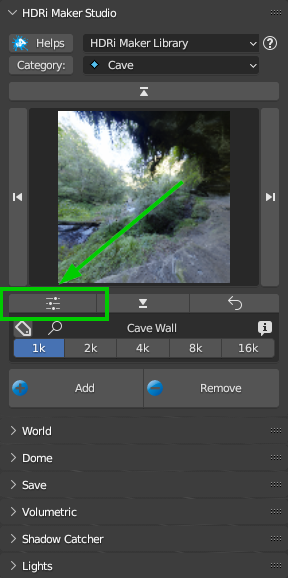 HDRi Maker Studio
Helps
HDRi Maker Library
Category:
Cave
Cave Wall
1k 2k 4k 8k 16k
Add
Remove
World
Dome
Save
Volumetric
Shadow Catcher
Lights